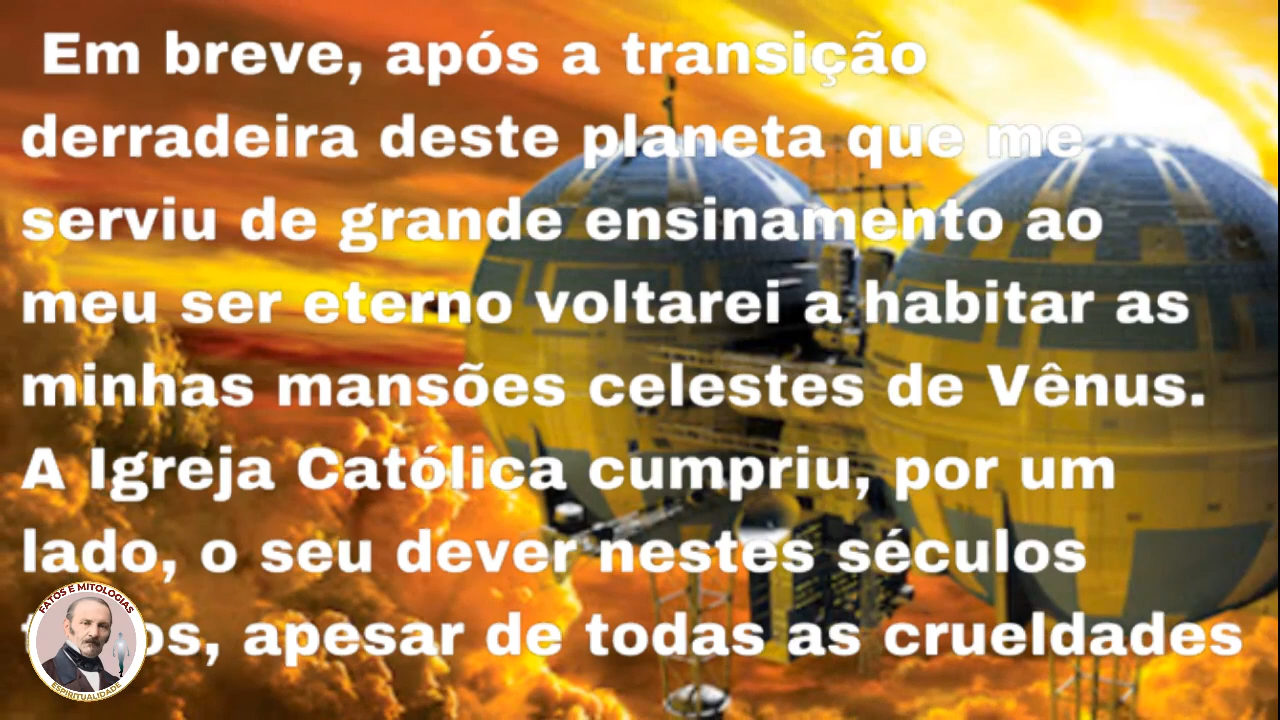 Em breve, após a transição
derradeira deste planeta que me
serviu de grande ensinamento ao
meu ser eterno voltarei a habitar as
minhas mansões celestes de Vênus.
A Igreja Católica cumpriu, por um
lado, o seu dever nestes séculos
apesar de todas as crueldades
FATOS E MITOLOGIAS
ESPIRITUALIDADE